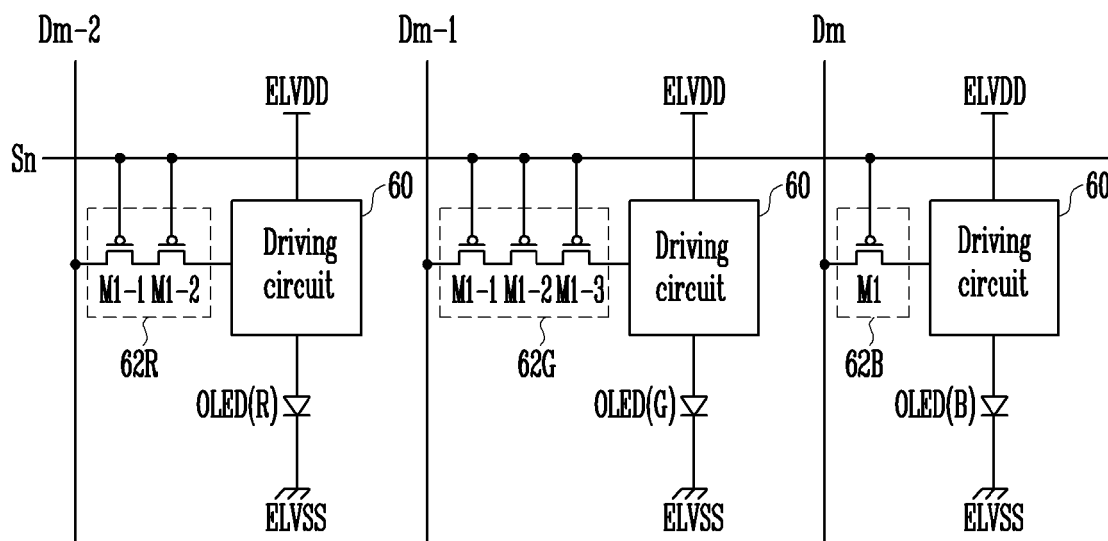 Dm-2
Dm-1
Dm
ELVDD
ELVDD
ELVDD
Sn
60
60
60
Driving
circuit
Driving
circuit
Driving
circuit
M1-1 M1-2
M1-1 M1-2 M1-3
M1
62R
62G
62B
OLED(R)
OLED(G)
OLED(B)
ELVSS
ELVSS
ELVSS